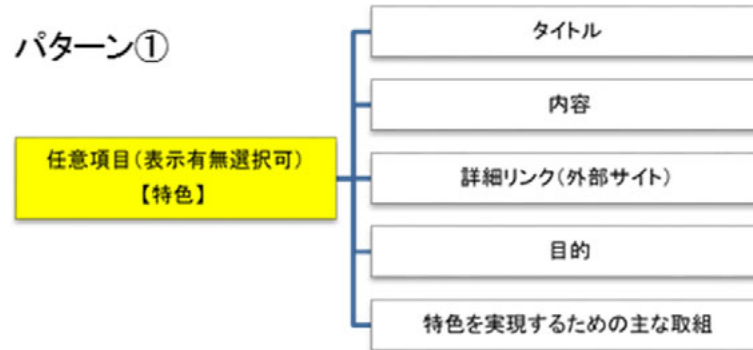 パターン①
任意項目(表示有無選択可)
【特色】
タイトル
内容
詳細リンク(外部サイト)
目的
特色を実現するための主な取組